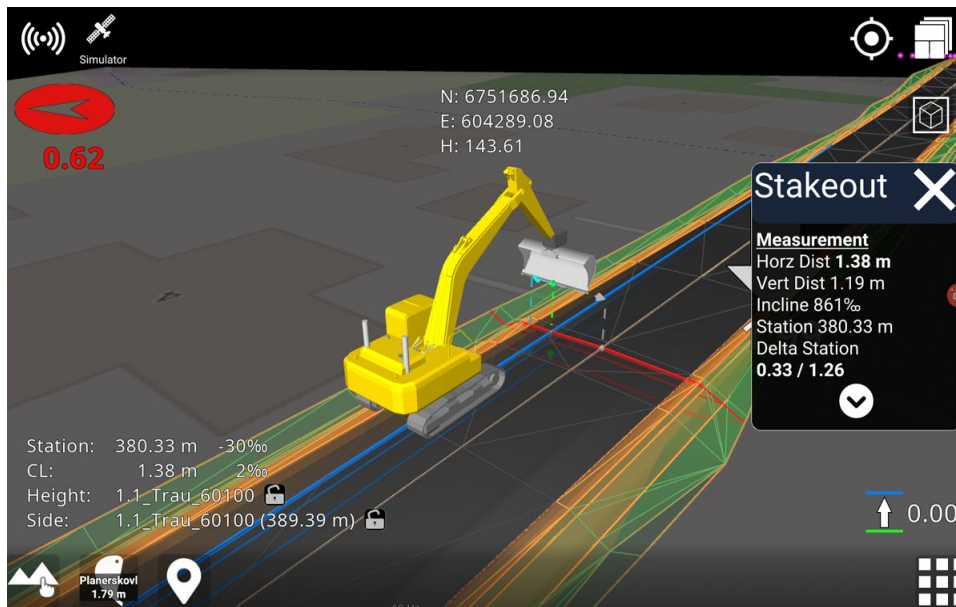 Simulator
0.62
N: 6751686.94
E: 604289.08
H: 143.61
Stakeout
Measurement
Horz Dist 1.38 m
Vert Dist 1.19 m
Incline 861‰
Station 380.33 m
Delta Station
0.33 / 1.26
Station: 380.33 m -30‰
CL: 1.38 m 2‰
Height: 1.1_Trau_60100
Side: 1.1_Trau_60100 (389.39 m)
0.00
Planerskovl
1.79 m